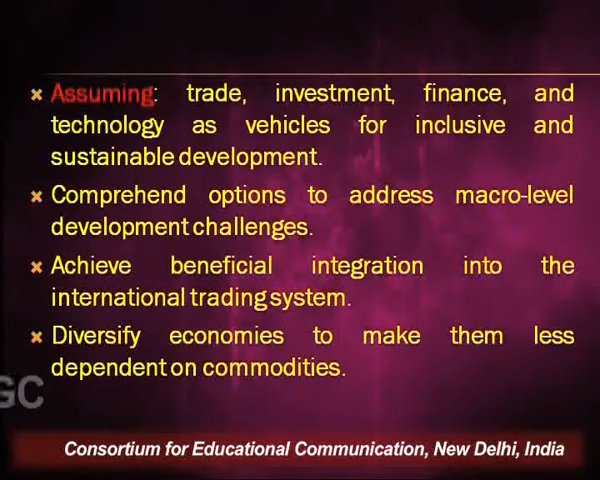 Assuming: trade, investment, finance, and
technology as vehicles for inclusive and
sustainable development.
Comprehend options to address macro-level
development challenges.
Achieve beneficial integration into the
international trading system.
Diversify economies to make them less
dependent on commodities.
GC
Consortium for Educational Communication, New Delhi, India